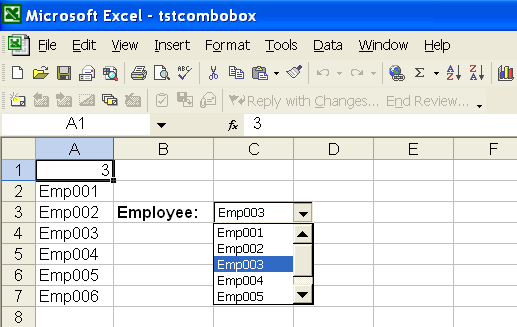 Microsoft Excel - tstcombobox
File Edit View Insert Format Tools Data Window Help
Reply with Changes... End Review...
A1 fx 3
A B C D E F
1 3
2 Emp001
3 Emp002 Employee: Emp003
4 Emp003 Emp001
Emp002
5 Emp004 Emp003
6 Emp005 Emp004
7 Emp006 Emp005
8